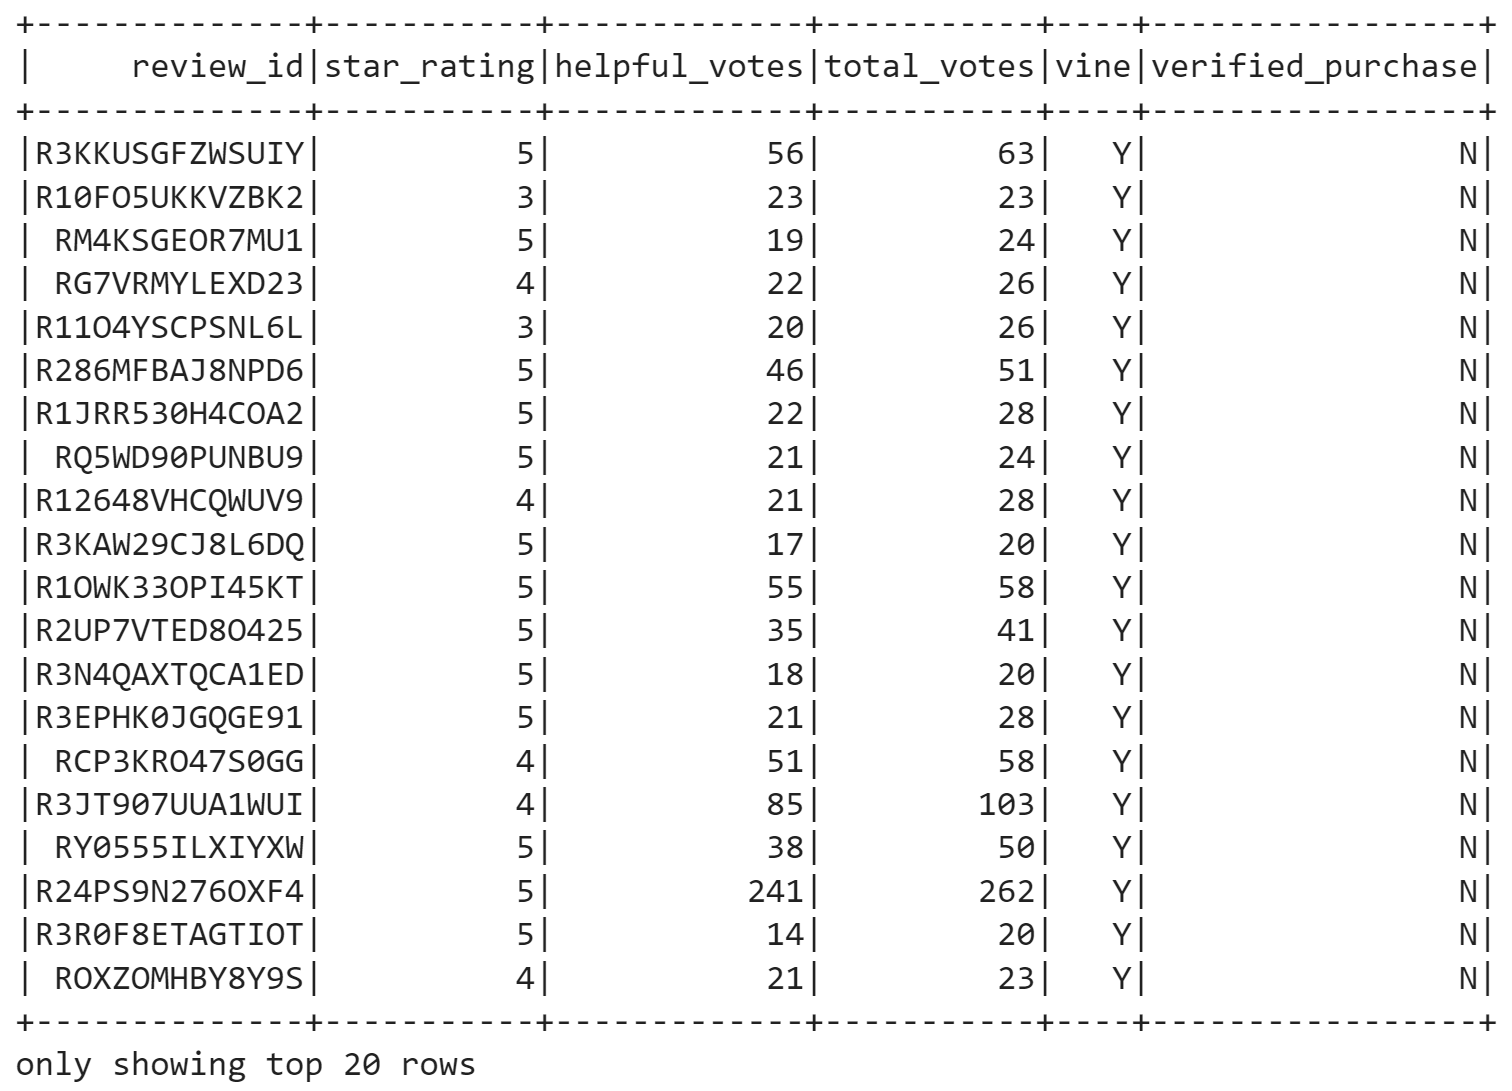 +--------------+-----------+-------------+-----------+----+-----------------+
|     review_id|star_rating|helpful_votes|total_votes|vine|verified_purchase|
+--------------+-----------+-------------+-----------+----+-----------------+
|R3KKUSGFZWSUIY|          5|           56|         63|   Y|                N|
|R10FO5UKKVZBK2|          3|           23|         23|   Y|                N|
| RM4KSGEOR7MU1|          5|           19|         24|   Y|                N|
| RG7VRMYLEXD23|          4|           22|         26|   Y|                N|
|R11O4YSCPSNL6L|          3|           20|         26|   Y|                N|
|R286MFBAJ8NPD6|          5|           46|         51|   Y|                N|
|R1JRR530H4COA2|          5|           22|         28|   Y|                N|
| RQ5WD90PUNBU9|          5|           21|         24|   Y|                N|
|R12648VHCQWUV9|          4|           21|         28|   Y|                N|
|R3KAW29CJ8L6DQ|          5|           17|         20|   Y|                N|
|R1OWK33OPI45KT|          5|           55|         58|   Y|                N|
|R2UP7VTED8O425|          5|           35|         41|   Y|                N|
|R3N4QAXTQCA1ED|          5|           18|         20|   Y|                N|
|R3EPHK0JGQGE91|          5|           21|         28|   Y|                N|
| RCP3KRO47S0GG|          4|           51|         58|   Y|                N|
|R3JT907UUA1WUI|          4|           85|        103|   Y|                N|
| RY0555ILXIYXW|          5|           38|         50|   Y|                N|
|R24PS9N276OXF4|          5|          241|        262|   Y|                N|
|R3R0F8ETAGTIOT|          5|           14|         20|   Y|                N|
| ROXZOMHBY8Y9S|          4|           21|         23|   Y|                N|
+--------------+-----------+-------------+-----------+----+-----------------+
only showing top 20 rows